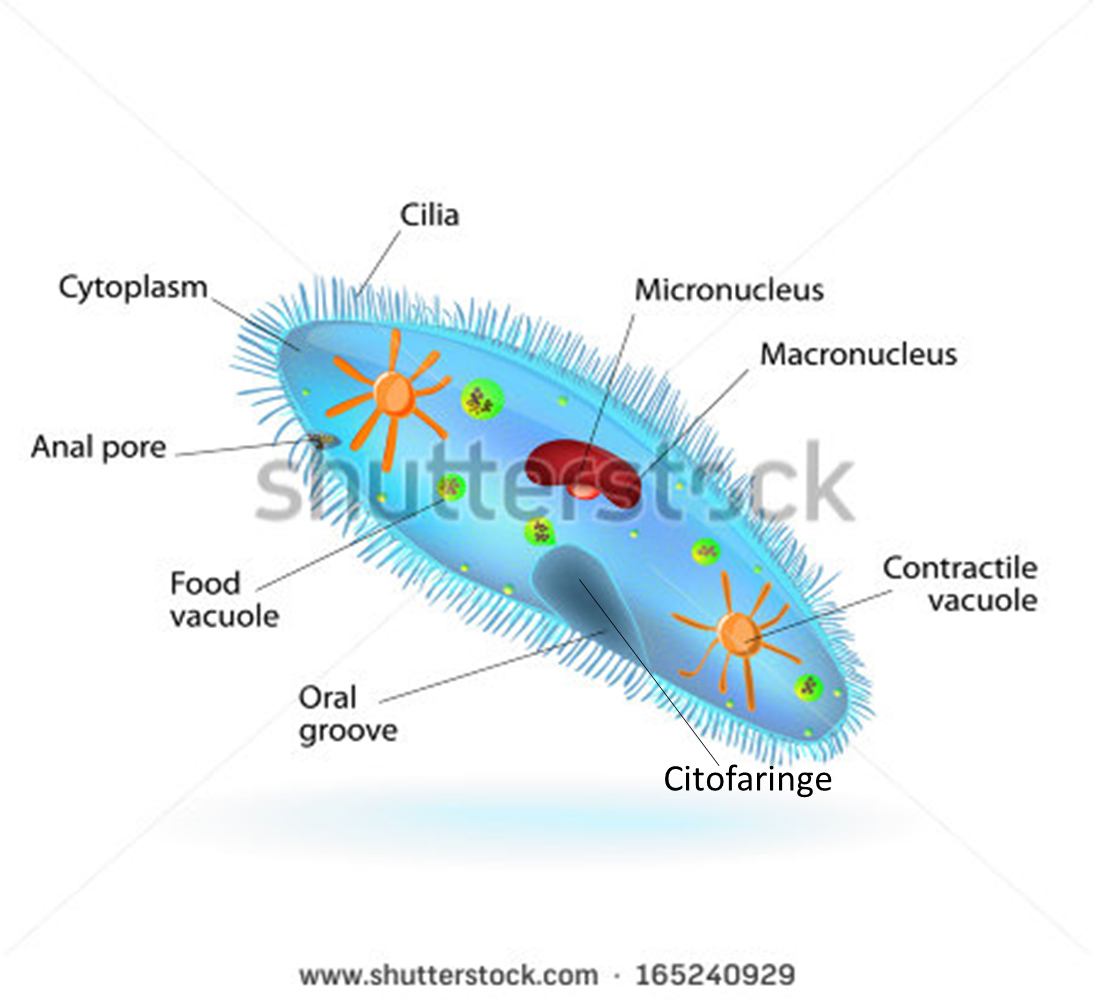 Cilia
Cytoplasm
Micronucleus
Macronucleus
Anal pore
shutterstock
Food
vacuole
Contractile
vacuole
Oral
groove
Citofaringe
www.shutterstock.com · 165240929